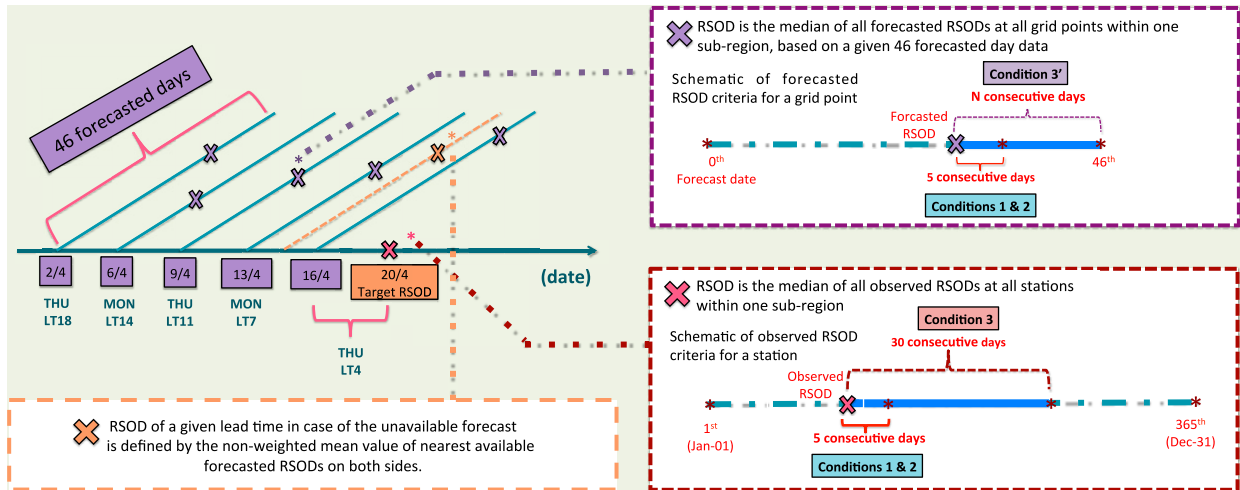 46 forecasted days
*
*
*
2/4
6/4
9/4
13/4
16/4
20/4
Target RSOD
(date)
THU
LT18
MON
LT14
THU
LT11
MON
LT7
THU
LT4
RSOD of a given lead time in case of the unavailable forecast
is defined by the non-weighted mean value of nearest available
forecasted RSODs on both sides.
RSOD is the median of all forecasted RSODs at all grid points within one
sub-region, based on a given 46 forecasted day data
Schematic of forecasted
RSOD criteria for a grid point
Condition 3′
N consecutive days
Forcasted
RSOD
*
*
*
0th
Forecast date
46th
5 consecutive days
Conditions 1 & 2
RSOD is the median of all observed RSODs at all stations
within one sub-region
Schematic of observed RSOD
criteria for a station
Condition 3
30 consecutive days
Observed
RSOD
*
*
*
*
1st
(Jan-01)
365th
(Dec-31)
5 consecutive days
Conditions 1 & 2